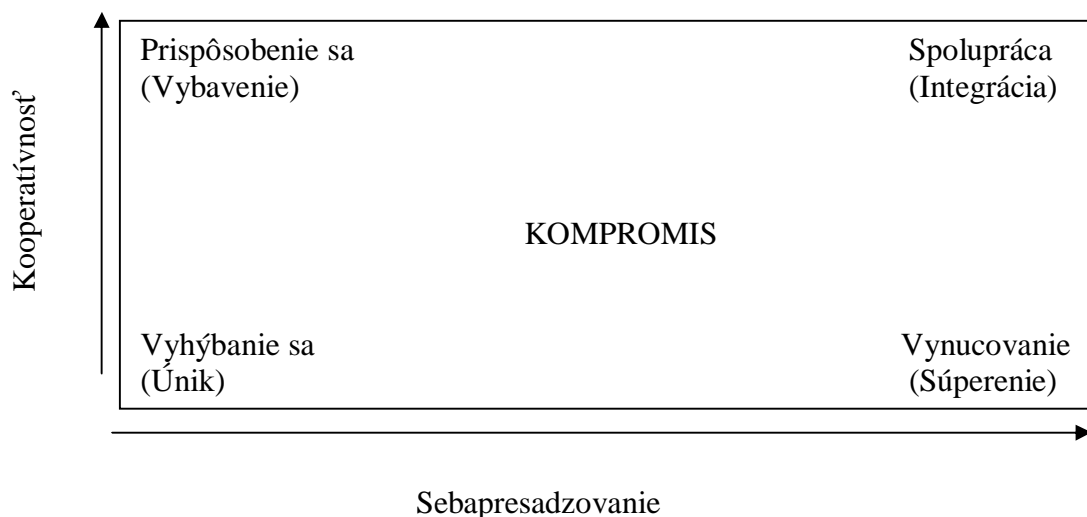 Prispôsobenie sa
(Vybavenie)
Spolupráca
(Integrácia)
Kooperatívnosť
KOMPROMIS
Vyhýbanie sa
(Únik)
Vynucovanie
(Súperenie)
Sebapresadzovanie